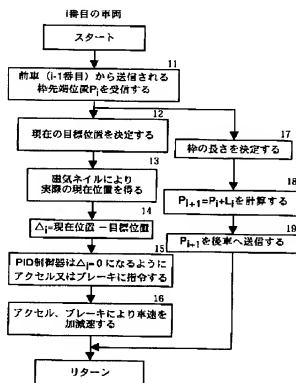 i番目の車両
スタート
11
前車（i-1番目）から送信される
枠先端位置Piを受信する
12
現在の目標位置を決定する
13
磁気ネイルにより
実際の現在位置を得る
14
△i=現在位置－目標位置
15
PID制御器は△i=0になるように
アクセル又はブレーキに指令する
16
アクセル、ブレーキにより車速を
加減速する
17
枠の長さを決定する
18
Pi+1=Pi+Liを計算する
19
Pi+1を後車へ送信する
リターン